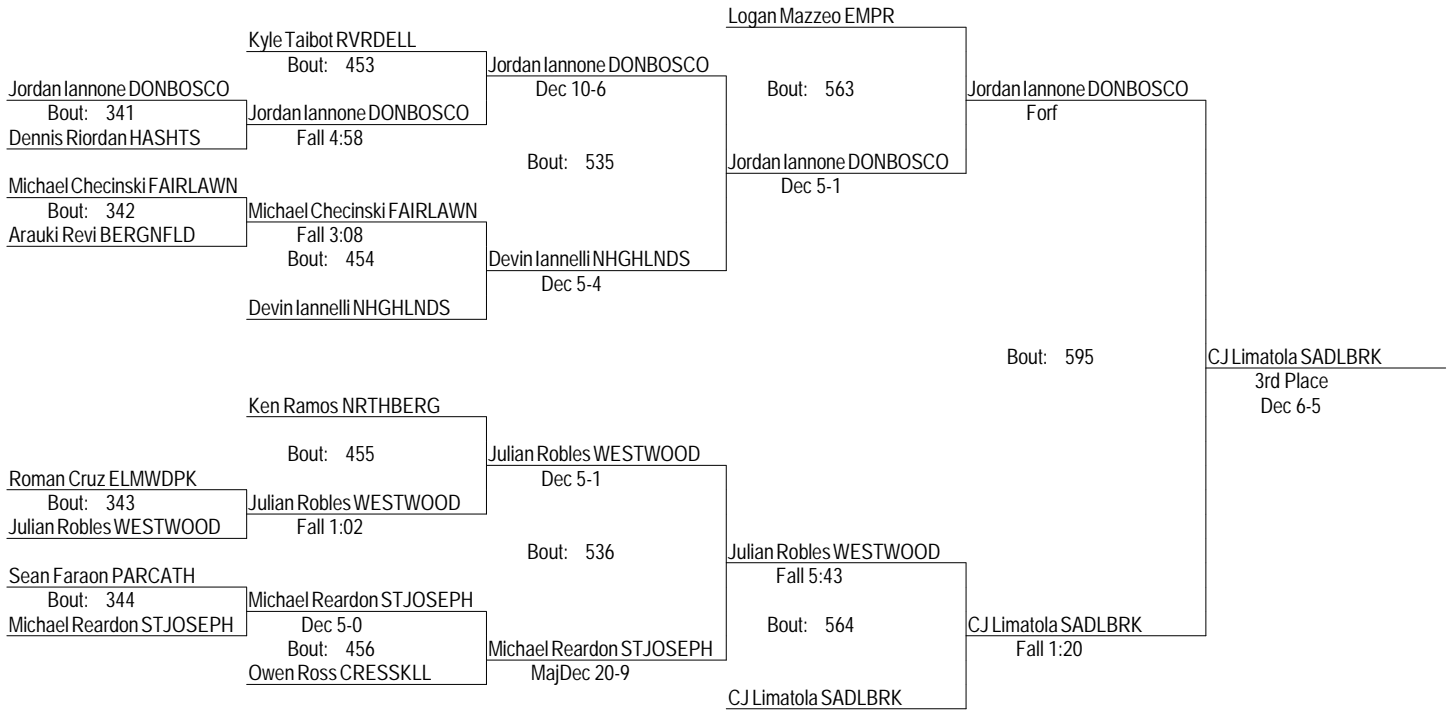 Logan Mazzeo EMPR
Kyle Taibot RVRDELL
Bout: 453
Jordan Iannone DONBOSCO
Dec 10-6
Bout: 563
Jordan Iannone DONBOSCO
Forf
Jordan Iannone DONBOSCO
Bout: 341
Dennis Riordan HASHTS
Jordan Iannone DONBOSCO
Fall 4:58
Bout: 535
Jordan Iannone DONBOSCO
Dec 5-1
Michael Checinski FAIRLAWN
Bout: 342
Arauki Revi BERGNFLD
Michael Checinski FAIRLAWN
Fall 3:08
Bout: 454
Devin Iannelli NHGHLNDS
Dec 5-4
Devin Iannelli NHGHLNDS
Bout: 595
CJ Limatola SADLBRK
3rd Place
Dec 6-5
Ken Ramos NRTHBERG
Bout: 455
Julian Robles WESTWOOD
Dec 5-1
Roman Cruz ELMWDPK
Bout: 343
Julian Robles WESTWOOD
Julian Robles WESTWOOD
Fall 1:02
Bout: 536
Julian Robles WESTWOOD
Fall 5:43
Sean Faraon PARCATH
Bout: 344
Michael Reardon STJOSEPH
Michael Reardon STJOSEPH
Dec 5-0
Bout: 456
Owen Ross CRESSKLL
Michael Reardon STJOSEPH
MajDec 20-9
Bout: 564
CJ Limatola SADLBRK
Fall 1:20
CJ Limatola SADLBRK